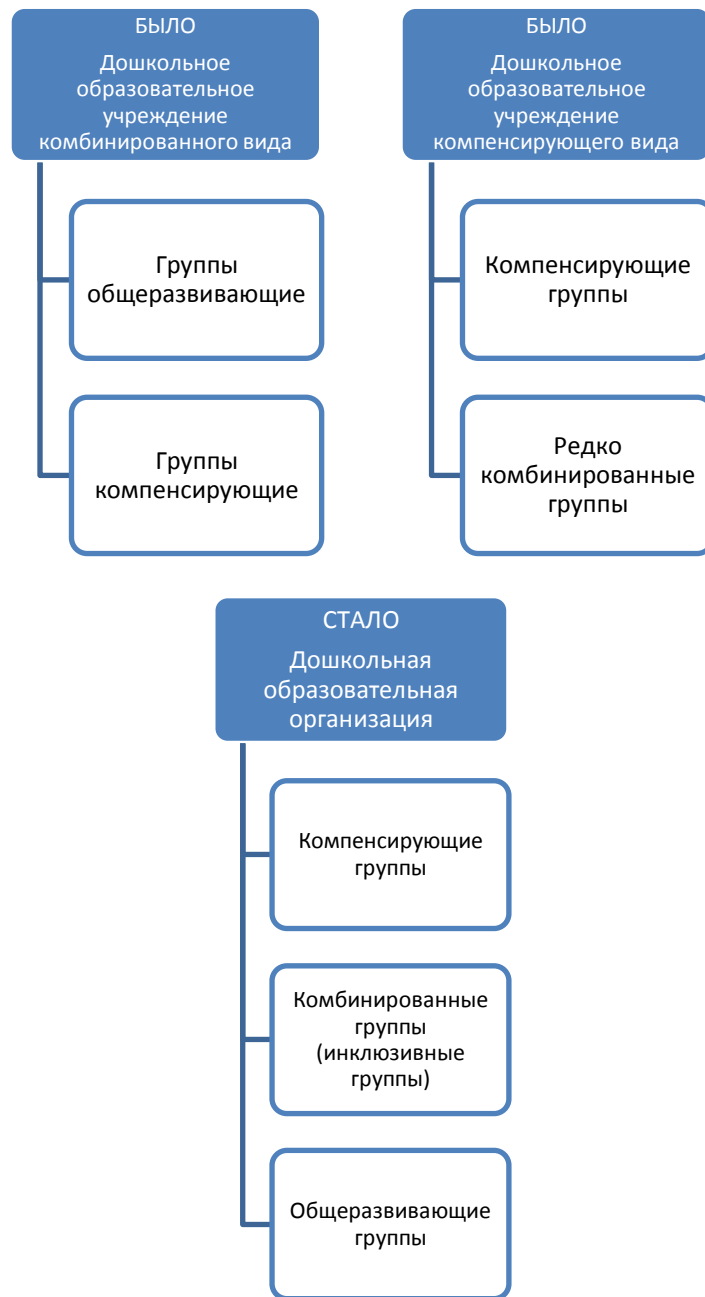 БЫЛО
Дошкольное
образовательное
учреждение
комбинированного вида
Группы
общеразвивающие
Группы
компенсирующие
БЫЛО
Дошкольное
образовательное
учреждение
компенсирующего вида
Компенсирующие
группы
Редко
комбинированные
группы
СТАЛО
Дошкольная
образовательная
организация
Компенсирующие
группы
Комбинированные
группы
(инклюзивные
группы)
Общеразвивающие
группы